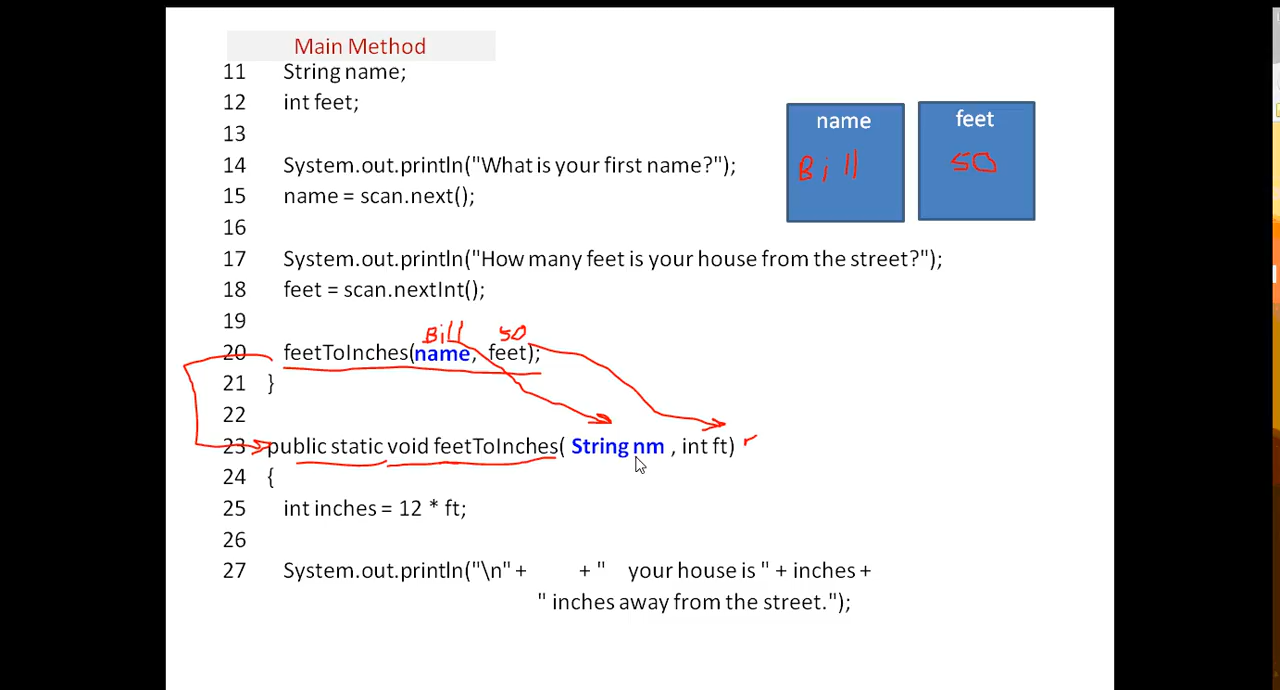 Main Method
11 String name;
12 int feet;
13
name feet
Bill 50
14 System.out.println("What is your first name?");
15 name = scan.next();
16
17 System.out.println("How many feet is your house from the street?");
18 feet = scan.nextInt();
19
Bill 50
20 feetToInches(name, feet);
21 }
22
23 public static void feetToInches( String nm , int ft)
24 {
25 int inches = 12 * ft;
26
27 System.out.println("\n" + + " your house is " + inches +
" inches away from the street.");